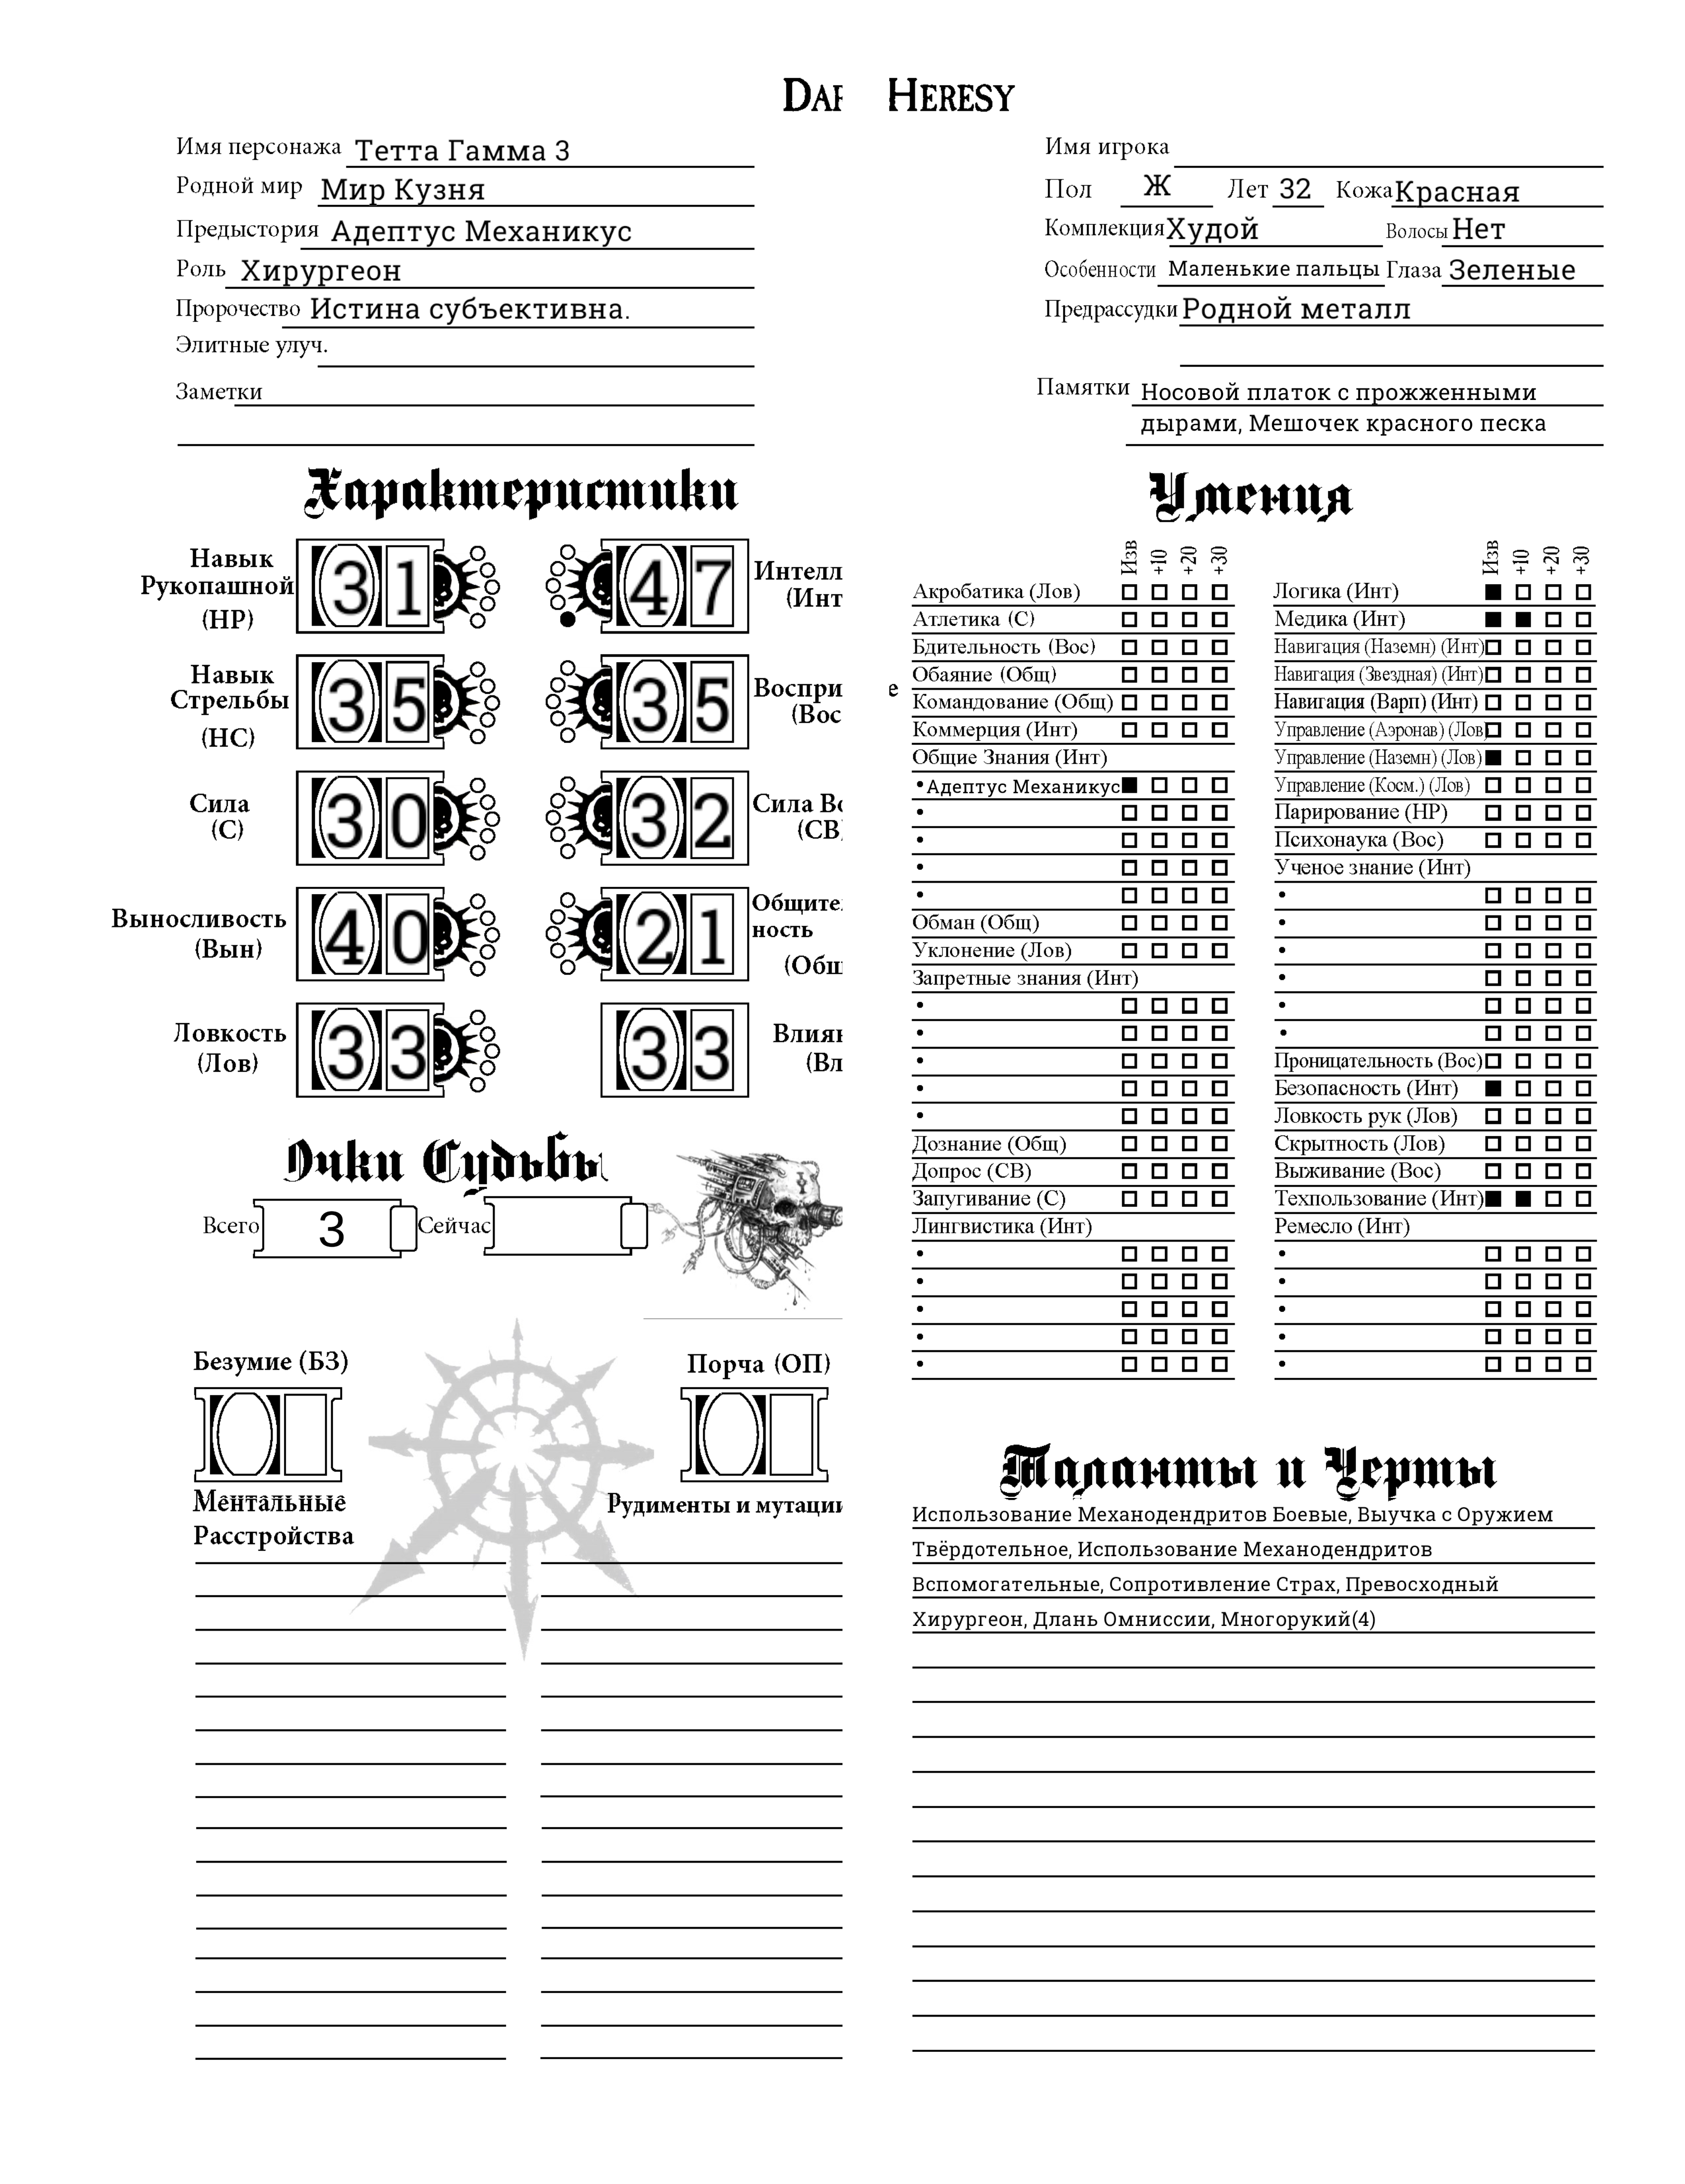 DAR HERESY
Имя персонажа Тетта Гамма 3
Родной мир Мир Кузня
Предыстория Адептус Механикус
Роль Хирургеон
Пророчество Истина субъективна.
Элитные улуч.
Заметки
Имя игрока
Пол Ж Лет 32 Кожа Красная
Комплекция Худой Волосы Нет
Особенности Маленькие пальцы Глаза Зеленые
Предрассудки Родной металл
Памятки Носовой платок с прожженными
дырами, Мешочек красного песка
Характеристики
Навык Рукопашной (НР) 31
47 Интелл (Инт
Навык Стрельбы (НС) 35
35 Воспри е (Вос
Сила (С) 30
32 Сила Во (СВ)
Выносливость (Вын) 40
21 Общител ность (Общ
Ловкость (Лов) 33
33 Влиян (Вл
Очки Судьбы
Всего 3 Сейчас
Безумие (БЗ)
Порча (ОП)
Ментальные
Расстройства
Рудименты и мутации
Умения
Изв +10 +20 +30
Акробатика (Лов)
Атлетика (С)
Бдительность (Вос)
Обаяние (Общ)
Командование (Общ)
Коммерция (Инт)
Общие Знания (Инт)
• Адептус Механикус
•
•
•
•
Обман (Общ)
Уклонение (Лов)
Запретные знания (Инт)
•
•
•
•
•
Дознание (Общ)
Допрос (СВ)
Запугивание (С)
Лингвистика (Инт)
•
•
•
•
•
Изв +10 +20 +30
Логика (Инт)
Медика (Инт)
Навигация (Наземн) (Инт)
Навигация (Звездная) (Инт)
Навигация (Варп) (Инт)
Управление (Аэронав) (Лов)
Управление (Наземн) (Лов)
Управление (Косм.) (Лов)
Парирование (НР)
Психонаука (Вос)
Ученое знание (Инт)
•
•
•
•
•
•
Проницательность (Вос)
Безопасность (Инт)
Ловкость рук (Лов)
Скрытность (Лов)
Выживание (Вос)
Техпользование (Инт)
Ремесло (Инт)
•
•
•
•
•
Таланты и Черты
Использование Механодендритов Боевые, Выучка с Оружием
Твёрдотельное, Использование Механодендритов
Вспомогательные, Сопротивление Страх, Превосходный
Хирургеон, Длань Омниссии, Многорукий(4)